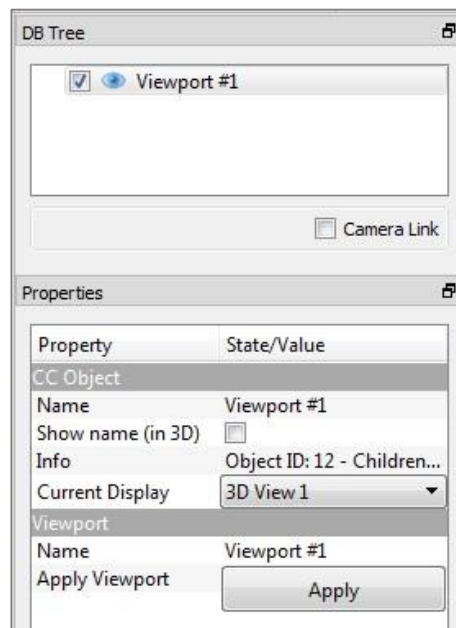 DB Tree
Viewport #1
Camera Link
Properties
Property State/Value
CC Object
Name Viewport #1
Show name (in 3D)
Info Object ID: 12 - Children...
Current Display 3D View 1
Viewport
Name Viewport #1
Apply Viewport Apply